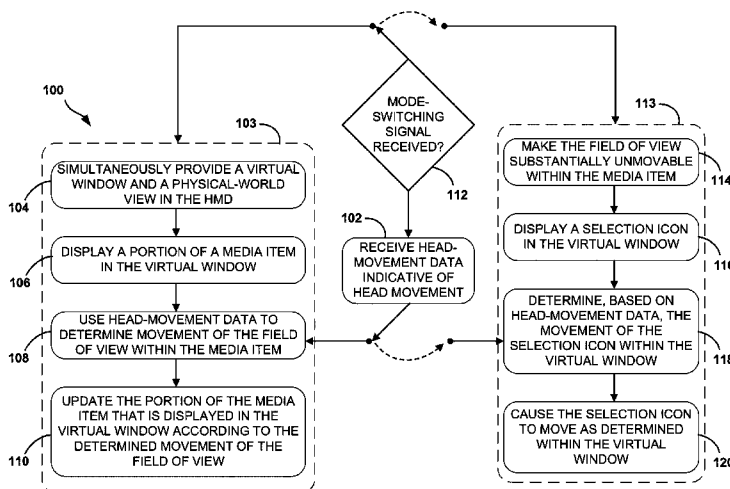 100
103
SIMULTANEOUSLY PROVIDE A VIRTUAL
WINDOW AND A PHYSICAL-WORLD
VIEW IN THE HMD
104
DISPLAY A PORTION OF A MEDIA ITEM
IN THE VIRTUAL WINDOW
106
USE HEAD-MOVEMENT DATA TO
DETERMINE MOVEMENT OF THE FIELD
OF VIEW WITHIN THE MEDIA ITEM
108
UPDATE THE PORTION OF THE MEDIA
ITEM THAT IS DISPLAYED IN THE
VIRTUAL WINDOW ACCORDING TO THE
DETERMINED MOVEMENT OF THE
FIELD OF VIEW
110
MODE-
SWITCHING
SIGNAL
RECEIVED?
112
102
RECEIVE HEAD-
MOVEMENT DATA
INDICATIVE OF
HEAD MOVEMENT
113
MAKE THE FIELD OF VIEW
SUBSTANTIALLY UNMOVABLE
WITHIN THE MEDIA ITEM
114
DISPLAY A SELECTION ICON
IN THE VIRTUAL WINDOW
116
DETERMINE, BASED ON
HEAD-MOVEMENT DATA, THE
MOVEMENT OF THE
SELECTION ICON WITHIN THE
VIRTUAL WINDOW
118
CAUSE THE SELECTION ICON
TO MOVE AS DETERMINED
WITHIN THE VIRTUAL
WINDOW
120